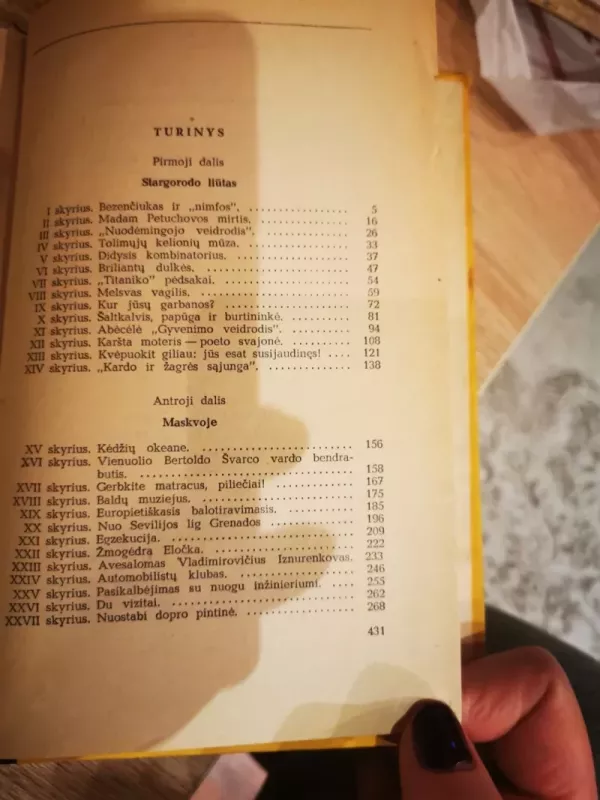 TURINYS
Pirmoji dalis
Stargorodo liūtas
I skyrius. Bezenčiukas ir „nimfos". 5
II skyrius. Madam Petuchovos mirtis. 16
III skyrius. „Nuodėmingojo veidrodis". 26
IV skyrius. Tolimųjų kelionių mūza. 33
V skyrius. Didysis kombinatorius. 37
VI skyrius. Briliantų dulkės. 47
VII skyrius. „Titaniko" pėdsakai. 54
VIII skyrius. Melsvas vagilis. 59
IX skyrius. Kur jūsų garbanos? 72
X skyrius. Šaltkalvis, papūga ir burtininkė. 81
XI skyrius. Abėcėlė „Gyvenimo veidrodis". 94
XII skyrius. Karšta moteris — poeto svajonė. 108
XIII skyrius. Kvėpuokit giliau: jūs esat susijaudinęs! 121
XIV skyrius. „Kardo ir žagrės sąjunga". 138
Antroji dalis
Maskvoje
XV skyrius. Kėdžių okeane. 156
XVI skyrius. Vienuolio Bertoldo Švarco vardo bendra-
butis. 158
XVII skyrius. Gerbkite matracus, piliečiai! 167
XVIII skyrius. Baldų muziejus. 175
XIX skyrius. Europietiškasis balotiravimasis. 185
XX skyrius. Nuo Sevilijos lig Grenados 196
XXI skyrius. Egzekucija. 209
XXII skyrius. Žmogėdra Eločka. 222
XXIII skyrius. Avesalomas Vladimirovičius Iznurenkovas. 233
XXIV skyrius. Automobilistų klubas. 246
XXV skyrius. Pasikalbėjimas su nuogu inžinieriumi. 255
XXVI skyrius. Du vizitai. 262
XXVII skyrius. Nuostabi dopro pintinė. 268
431